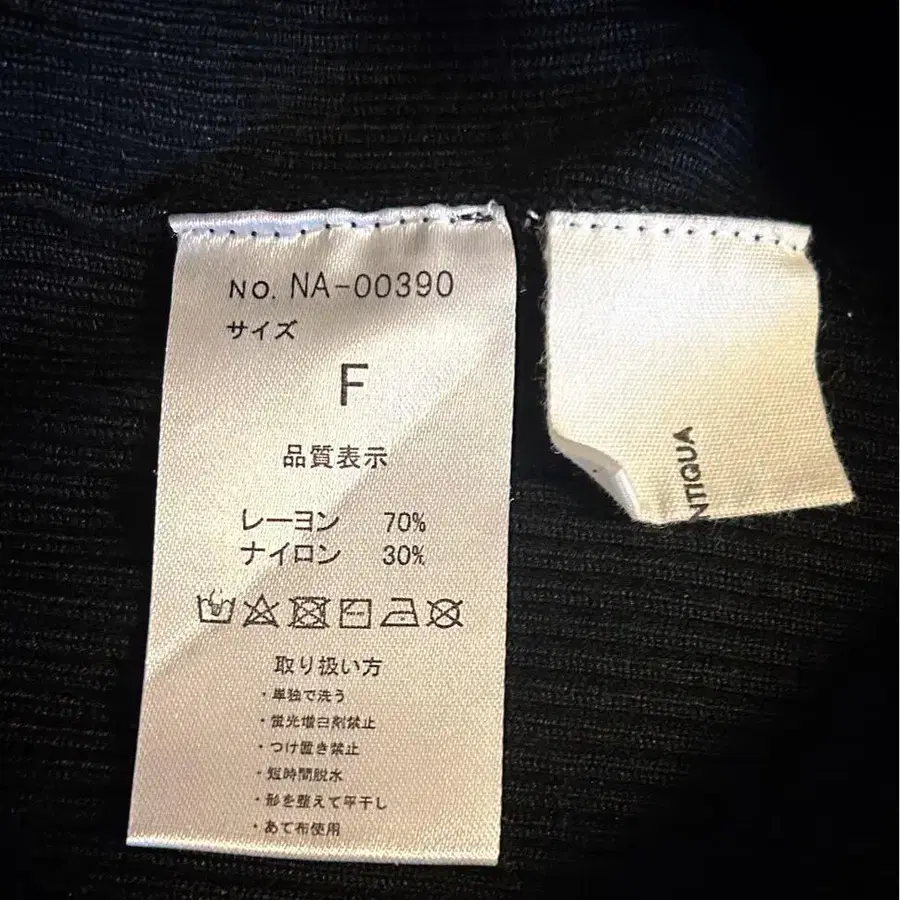 NO. NA-00390
サイズ
F
品質表示
レーヨン 70%
ナイロン 30%
取り扱い方
・単独で洗う
・蛍光増白剤禁止
・つけ置き禁止
・短時間脱水
・形を整えて平干し
・あて布使用
NTIQUA